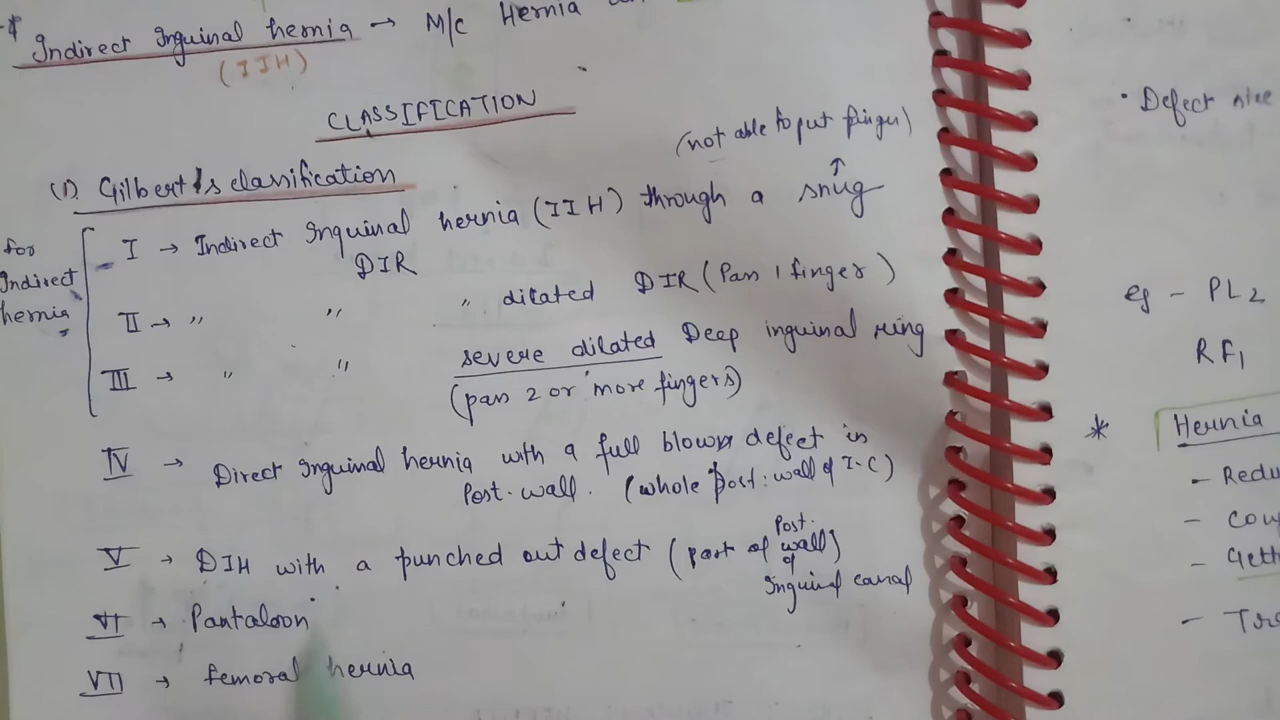 * Indirect Inguinal hernia → M/c Hernia
(IIH)
CLASSIFICATION
(not able to put finger)
↑
(1) Gilbert's classification
for Indirect hernia
I → Indirect Inguinal hernia (IIH) through a snug
DIR
II → " " " dilated DIR (Pass 1 finger)
III → " " severe dilated Deep inguinal ring
(pass 2 or more fingers)
IV → Direct Inguinal hernia with a full blown defect in
Post. wall. (whole post: wall of I.C)
V → DIH with a punched out defect (part of Post. wall)
of
Inguinal canal
VI → Pantaloon
VII → femoral hernia
• Defect
eg - PL2
RF1
* Hernia
- Redu
- Cou
- Gett
-